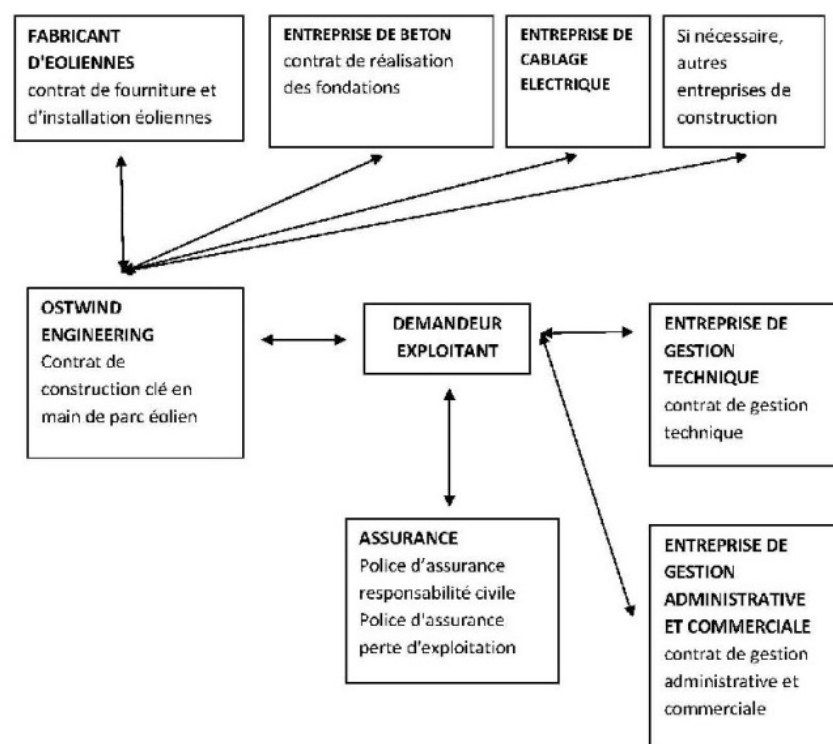 FABRICANT
D'EOLIENNES
contrat de fourniture et
d'installation éoliennes
ENTREPRISE DE BETON
contrat de réalisation
des fondations
ENTREPRISE DE
CABLAGE
ELECTRIQUE
Si nécessaire,
autres
entreprises de
construction
OSTWIND
ENGINEERING
Contrat de
construction clé en
main de parc éolien
DEMANDEUR
EXPLOITANT
ENTREPRISE DE
GESTION
TECHNIQUE
contrat de gestion
technique
ASSURANCE
Police d'assurance
responsabilité civile
Police d'assurance
perte d'exploitation
ENTREPRISE DE
GESTION
ADMINISTRATIVE
ET COMMERCIALE
contrat de gestion
administrative et
commerciale